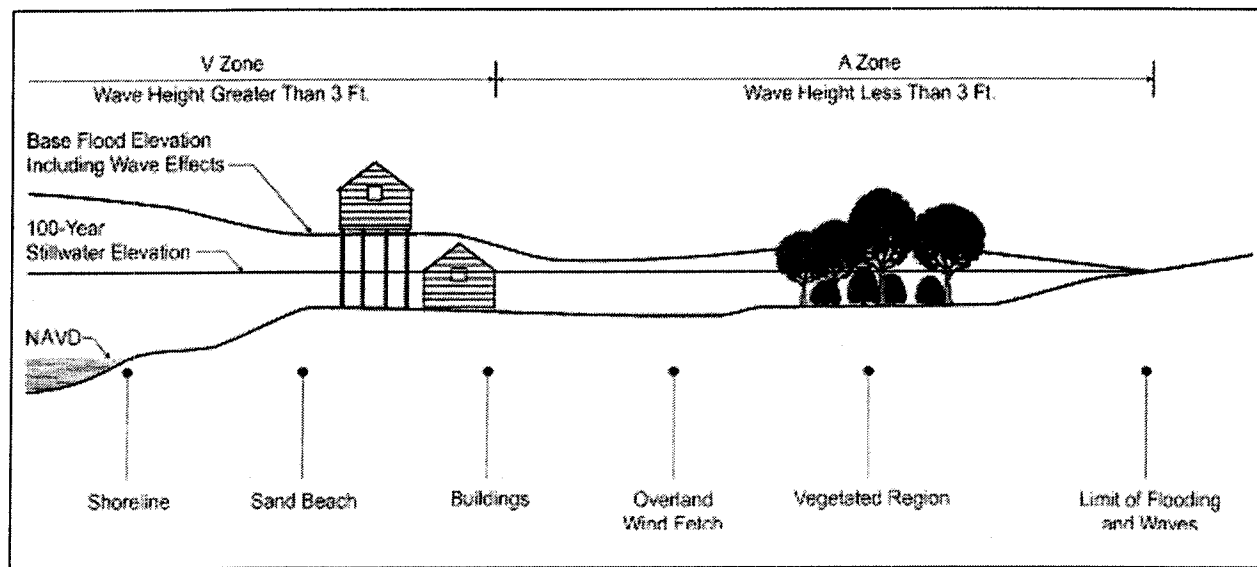 V Zone
Wave Height Greater Than 3 Ft.
A Zone
Wave Height Less Than 3 Ft.
Base Flood Elevation
Including Wave Effects
100-Year
Stillwater Elevation
NAVD
Shoreline
Sand Beach
Buildings
Overland
Wind Fetch
Vegetated Region
Limit of Flooding
and Waves